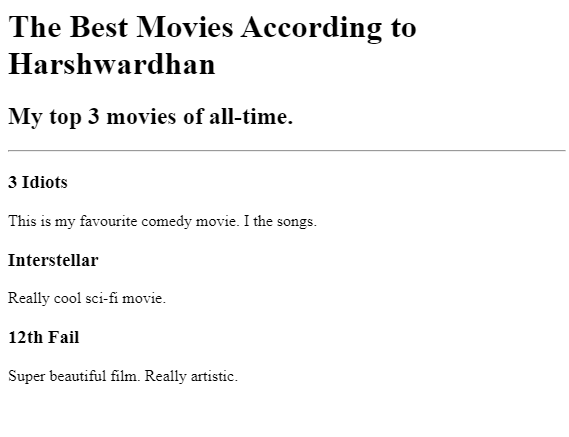 The Best Movies According to
Harshwardhan
My top 3 movies of all-time.
3 Idiots
This is my favourite comedy movie. I the songs.
Interstellar
Really cool sci-fi movie.
12th Fail
Super beautiful film. Really artistic.